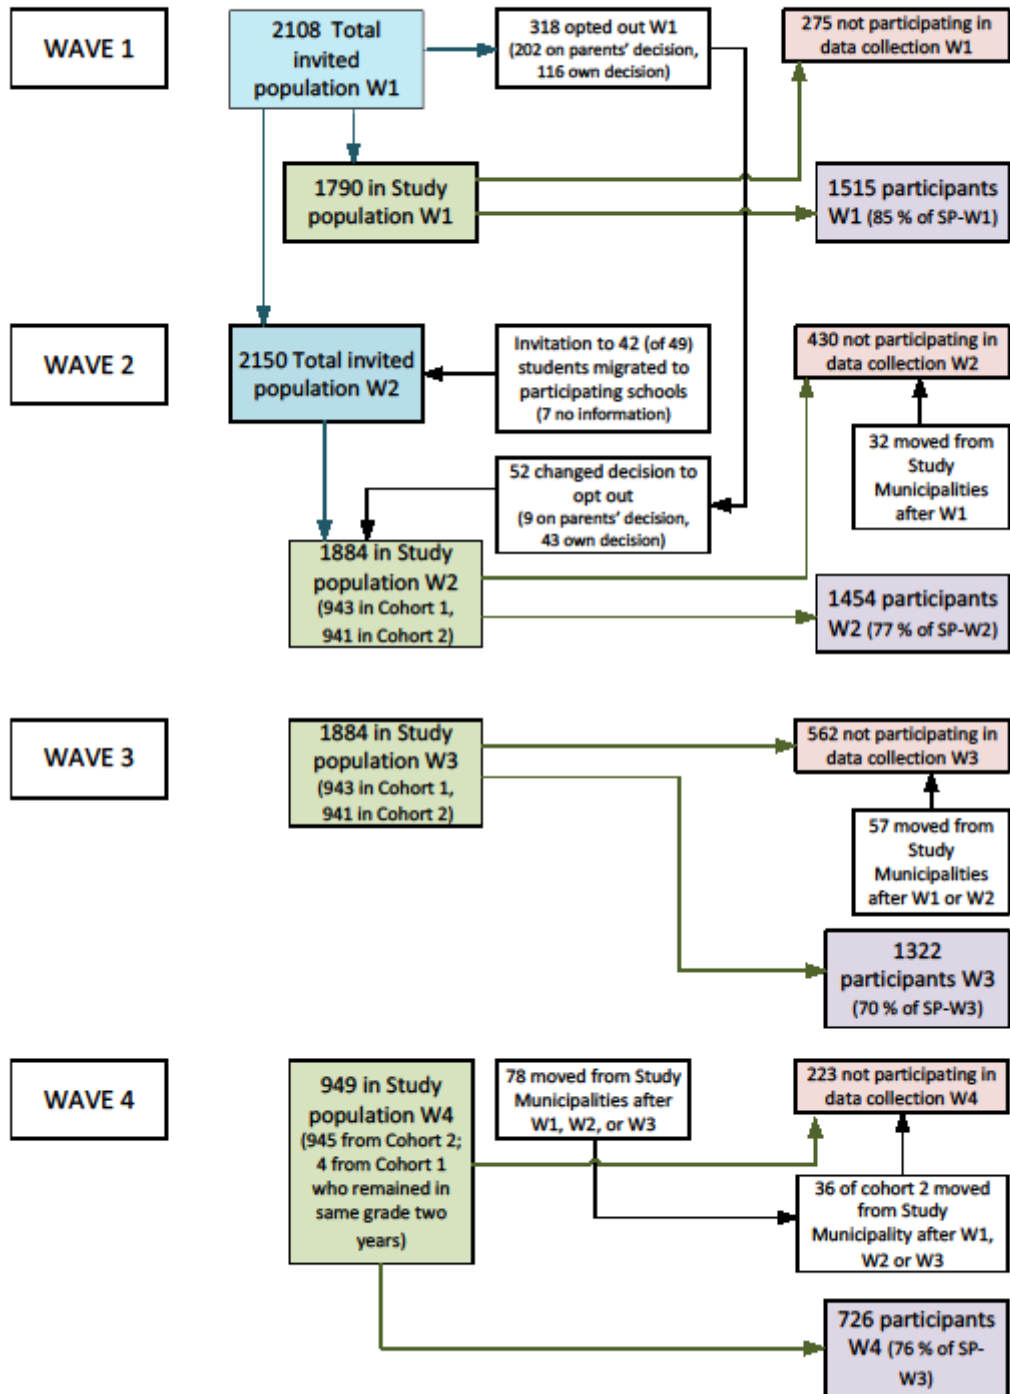 WAVE 1
2108 Total
invited
population W1
318 opted out W1
(202 on parents' decision,
116 own decision)
275 not participating in
data collection W1
1790 in Study
population W1
1515 participants
W1 (85 % of SP-W1)
WAVE 2
2150 Total invited
population W2
Invitation to 42 (of 49)
students migrated to
participating schools
(7 no information)
430 not participating in
data collection W2
32 moved from
Study
Municipalities
after W1
52 changed decision to
opt out
(9 on parents' decision,
43 own decision)
1884 in Study
population W2
(943 in Cohort 1,
941 in Cohort 2)
1454 participants
W2 (77 % of SP-W2)
WAVE 3
1884 in Study
population W3
(943 in Cohort 1,
941 in Cohort 2)
562 not participating in
data collection W3
57 moved from
Study
Municipalities
after W1 or W2
1322
participants W3
(70 % of SP-W3)
WAVE 4
949 in Study
population W4
(945 from Cohort 2;
4 from Cohort 1
who remained in
same grade two
years)
78 moved from Study
Municipalities after
W1, W2, or W3
223 not participating in
data collection W4
36 of cohort 2 moved
from Study
Municipality after W1,
W2 or W3
726 participants
W4 (76 % of SP-
W3)